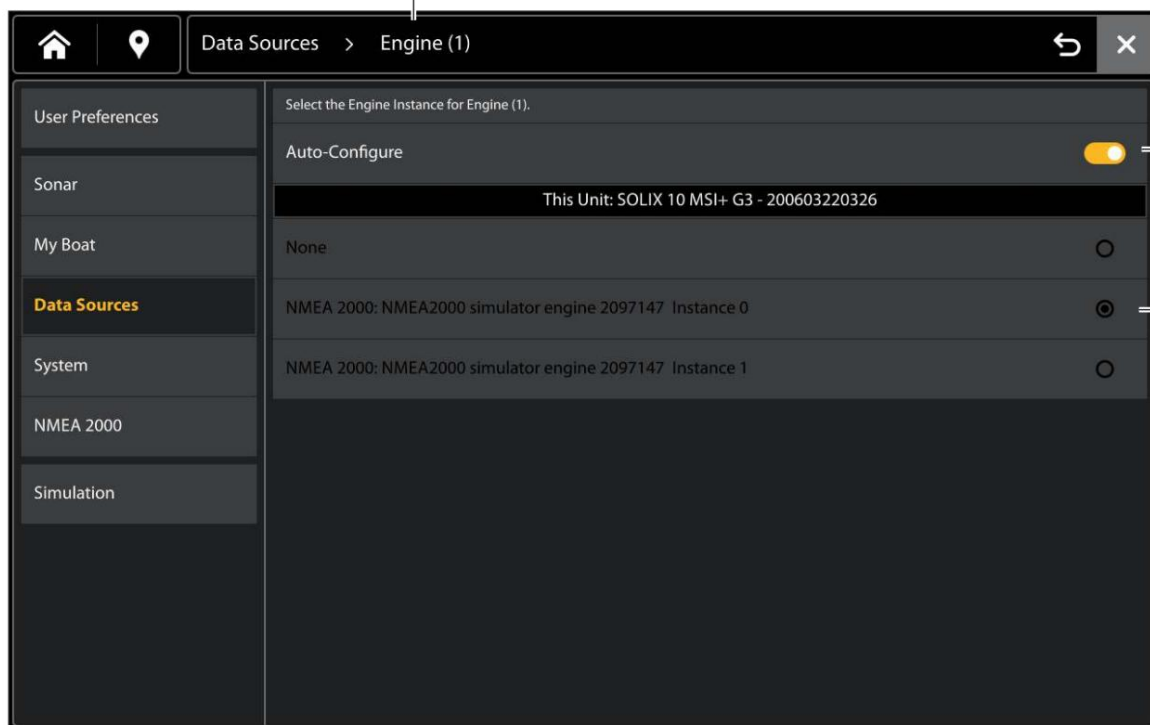 Data Sources > Engine (1)
User Preferences
Sonar
My Boat
Data Sources
System
NMEA 2000
Simulation
Select the Engine Instance for Engine (1).
Auto-Configure
This Unit: SOLIX 10 MSI+ G3 - 200603220326
None
NMEA 2000: NMEA2000 simulator engine 2097147 Instance 0
NMEA 2000: NMEA2000 simulator engine 2097147 Instance 1